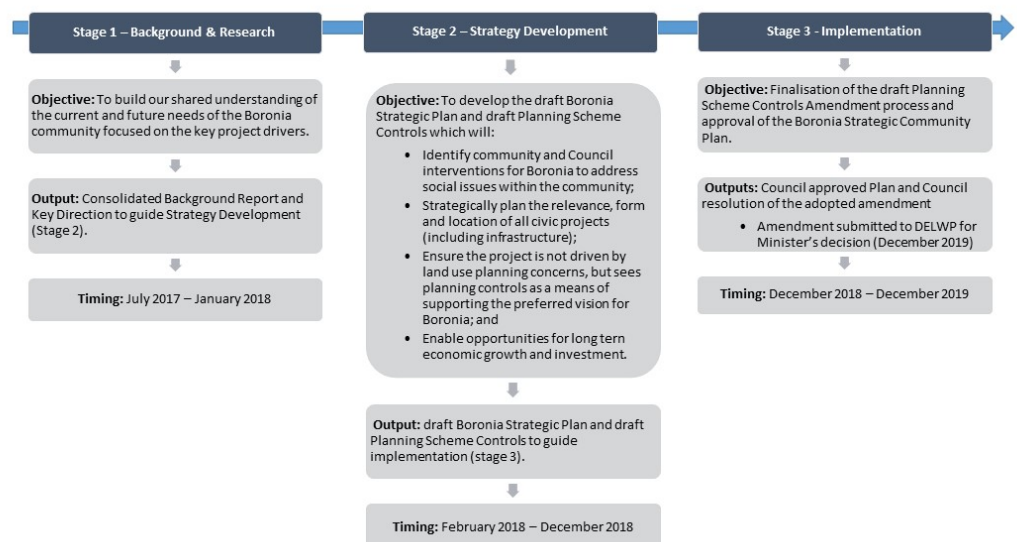 Stage 1 – Background & Research
Objective: To build our shared understanding of
the current and future needs of the Boronia
community focused on the key project drivers.
Output: Consolidated Background Report and
Key Direction to guide Strategy Development
(Stage 2).
Timing: July 2017 – January 2018
Stage 2 – Strategy Development
Objective: To develop the draft Boronia
Strategic Plan and draft Planning Scheme
Controls which will:
• Identify community and Council
interventions for Boronia to address
social issues within the community;
• Strategically plan the relevance, form
and location of all civic projects
(including infrastructure);
• Ensure the project is not driven by
land use planning concerns, but sees
planning controls as a means of
supporting the preferred vision for
Boronia; and
• Enable opportunities for long tern
economic growth and investment.
Output: draft Boronia Strategic Plan and draft
Planning Scheme Controls to guide
implementation (stage 3).
Timing: February 2018 – December 2018
Stage 3 - Implementation
Objective: Finalisation of the draft Planning
Scheme Controls Amendment process and
approval of the Boronia Strategic Community
Plan.
Outputs: Council approved Plan and Council
resolution of the adopted amendment
• Amendment submitted to DELWP for
Minister's decision (December 2019)
Timing: December 2018 – December 2019